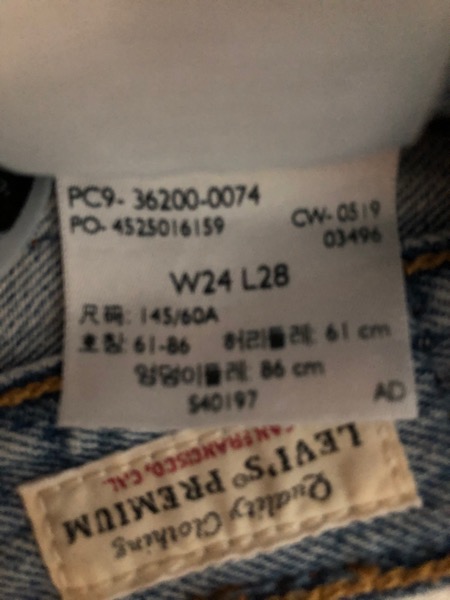 PC9- 36200-0074
PO- 4525016159
CW- 0519
03496
W24 L28
尺码: 145/60A
호칭: 61-86 허리둘레: 61 cm
엉덩이둘레: 86 cm
S40197
AD
Quality Clothing
LEVI'S® PREMIUM
SAN FRANCISCO, CAL